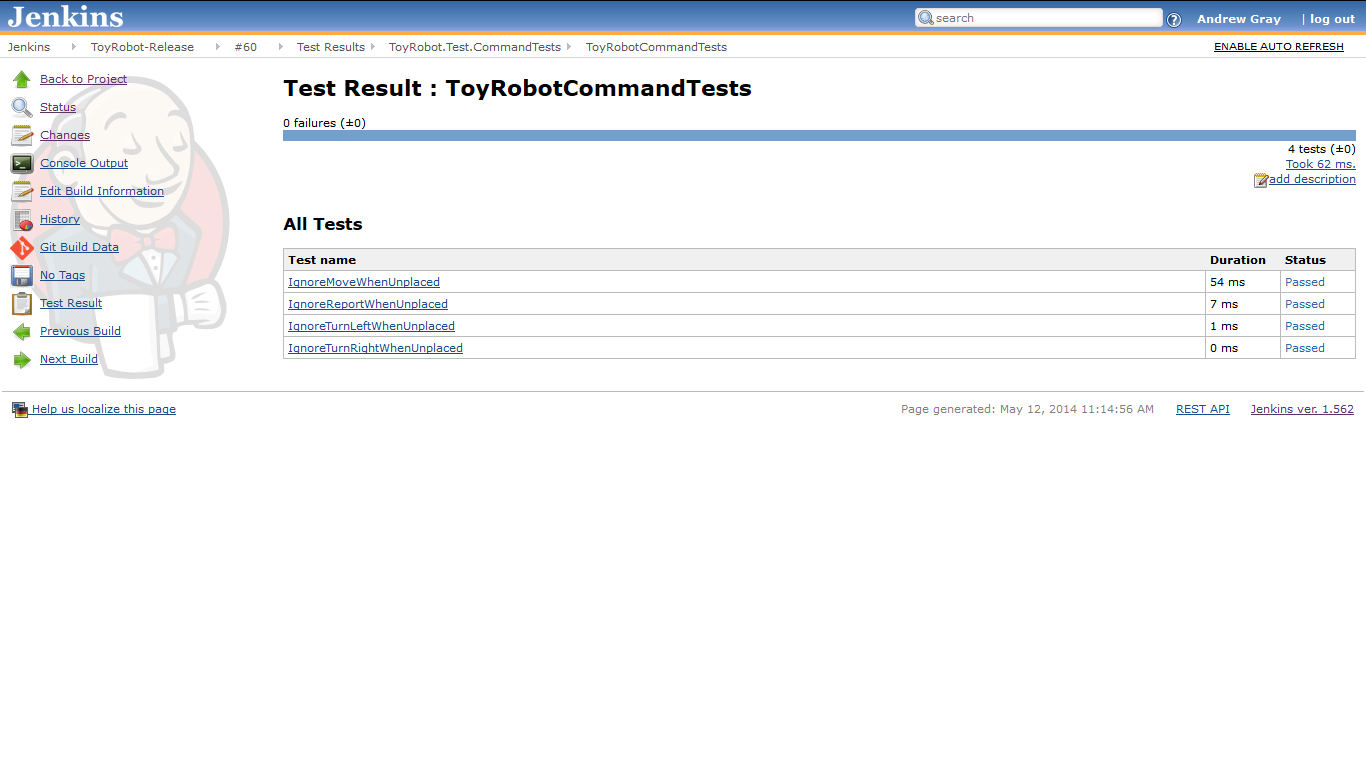 Jenkins
search
Andrew Gray | log out
Jenkins ToyRobot-Release #60 Test Results ToyRobot.Test.CommandTests ToyRobotCommandTests ENABLE AUTO REFRESH
Back to Project
Status
Changes
Console Output
Edit Build Information
History
Git Build Data
No Tags
Test Result
Previous Build
Next Build
Test Result : ToyRobotCommandTests
0 failures (±0)
4 tests (±0)
Took 62 ms.
add description
All Tests
Test name Duration Status
IgnoreMoveWhenUnplaced 54 ms Passed
IgnoreReportWhenUnplaced 7 ms Passed
IgnoreTurnLeftWhenUnplaced 1 ms Passed
IgnoreTurnRightWhenUnplaced 0 ms Passed
Help us localize this page Page generated: May 12, 2014 11:14:56 AM REST API Jenkins ver. 1.562